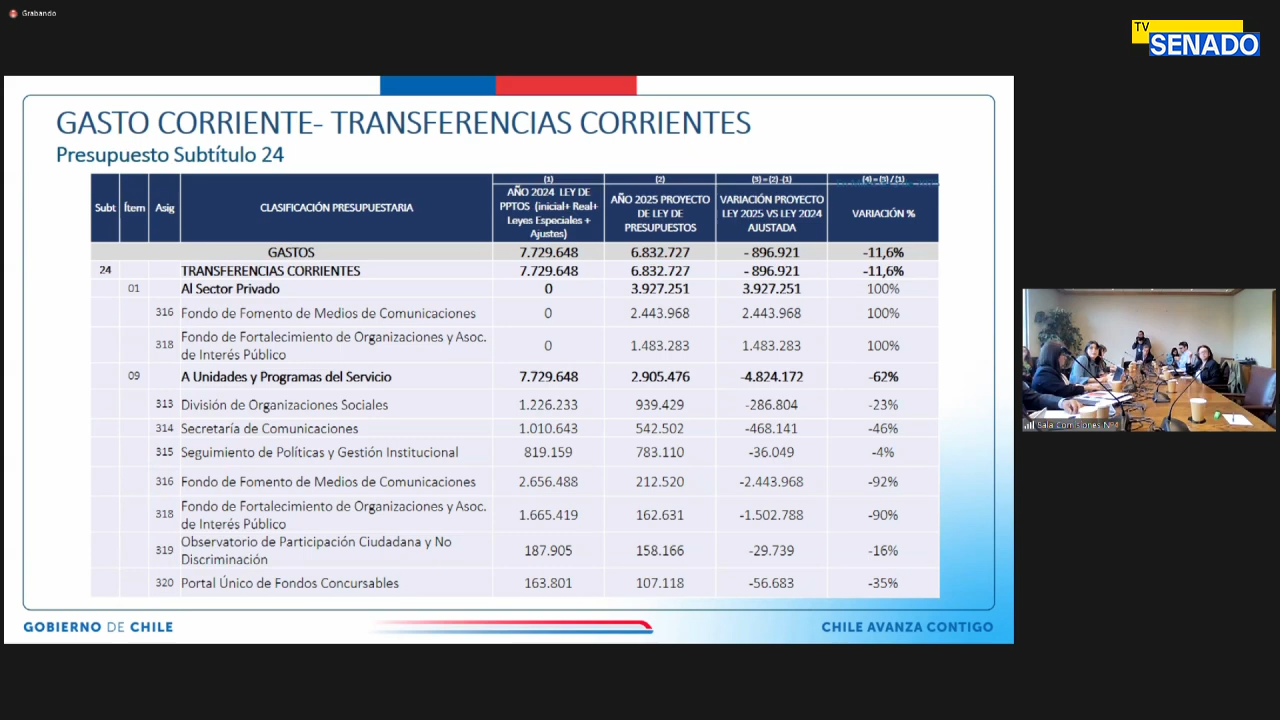 Grabando
TV
SENADO
GASTO CORRIENTE- TRANSFERENCIAS CORRIENTES
Presupuesto Subtítulo 24
(1) (2) (3) = (2) -(1) (4) = (3) / (1)
Subt Ítem Asig CLASIFICACIÓN PRESUPUESTARIA AÑO 2024 LEY DE PPTOS (inicial+ Real+ Leyes Especiales + Ajustes) AÑO 2025 PROYECTO DE LEY DE PRESUPUESTOS VARIACIÓN PROYECTO LEY 2025 VS LEY 2024 AJUSTADA VARIACIÓN %
GASTOS 7.729.648 6.832.727 - 896.921 -11,6%
24 TRANSFERENCIAS CORRIENTES 7.729.648 6.832.727 - 896.921 -11,6%
01 Al Sector Privado 0 3.927.251 3.927.251 100%
316 Fondo de Fomento de Medios de Comunicaciones 0 2.443.968 2.443.968 100%
318 Fondo de Fortalecimiento de Organizaciones y Asoc. de Interés Público 0 1.483.283 1.483.283 100%
09 A Unidades y Programas del Servicio 7.729.648 2.905.476 -4.824.172 -62%
313 División de Organizaciones Sociales 1.226.233 939.429 -286.804 -23%
314 Secretaría de Comunicaciones 1.010.643 542.502 -468.141 -46%
315 Seguimiento de Políticas y Gestión Institucional 819.159 783.110 -36.049 -4%
316 Fondo de Fomento de Medios de Comunicaciones 2.656.488 212.520 -2.443.968 -92%
318 Fondo de Fortalecimiento de Organizaciones y Asoc. de Interés Público 1.665.419 162.631 -1.502.788 -90%
319 Observatorio de Participación Ciudadana y No Discriminación 187.905 158.166 -29.739 -16%
320 Portal Único de Fondos Concursables 163.801 107.118 -56.683 -35%
GOBIERNO DE CHILE
CHILE AVANZA CONTIGO
Sala Comisiones N°4